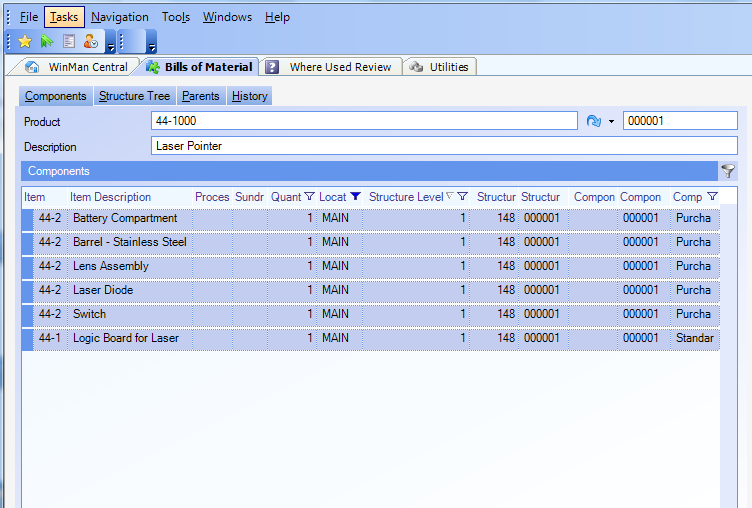 File Tasks Navigation Tools Windows Help
WinMan Central Bills of Material ? Where Used Review Utilities
Components Structure Tree Parents History
Product 44-1000 000001
Description Laser Pointer
Components
Item Item Description Proces Sundr Quant Locat Structure Level Structur Structur Compon Compon Comp
44-2 Battery Compartment 1 MAIN 1 148 000001 000001 Purcha
44-2 Barrel - Stainless Steel 1 MAIN 1 148 000001 000001 Purcha
44-2 Lens Assembly 1 MAIN 1 148 000001 000001 Purcha
44-2 Laser Diode 1 MAIN 1 148 000001 000001 Purcha
44-2 Switch 1 MAIN 1 148 000001 000001 Purcha
44-1 Logic Board for Laser 1 MAIN 1 148 000001 000001 Standar